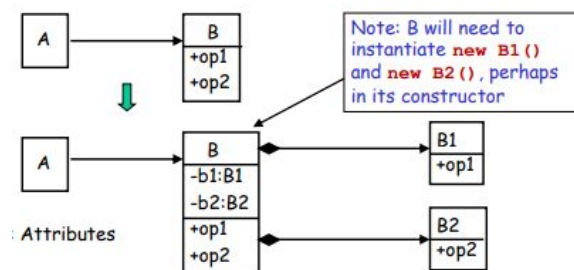 A
B
+op1
+op2
Note: B will need to
instantiate new B1()
and new B2(), perhaps
in its constructor
A
B
-b1:B1
-b2:B2
+op1
+op2
B1
+op1
B2
+op2
: Attributes